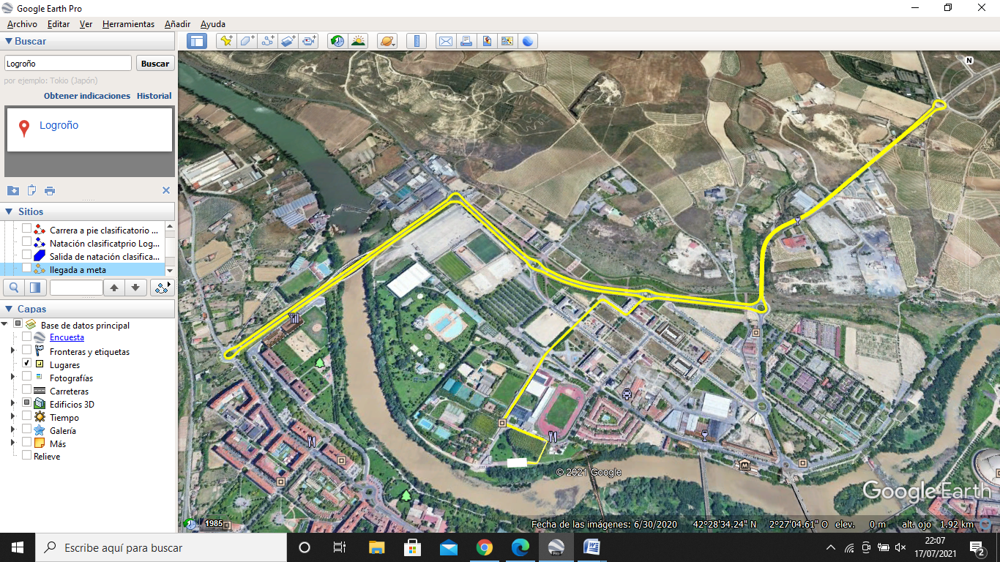 Google Earth Pro
Archivo Editar Ver Herramientas Añadir Ayuda
Buscar
Logroño
Buscar
por ejemplo: Tokio (Japón)
Obtener indicaciones Historial
Logroño
Sitios
Carrera a pie clasificatorio ...
Natación clasificatprio Log...
Salida de natación clasifica...
llegada a meta
Capas
Base de datos principal
Encuesta
Fronteras y etiquetas
Lugares
Fotografías
Carreteras
Edificios 3D
Tiempo
Galería
Más
Relieve
N
© 2021 Google
Google Earth
1985
Fecha de las imágenes: 6/30/2020 42°28'34.24" N 2°27'04.61" O elev. 0 m alt. ojo 1.92 km
Escribe aquí para buscar
22:07
17/07/2021
2